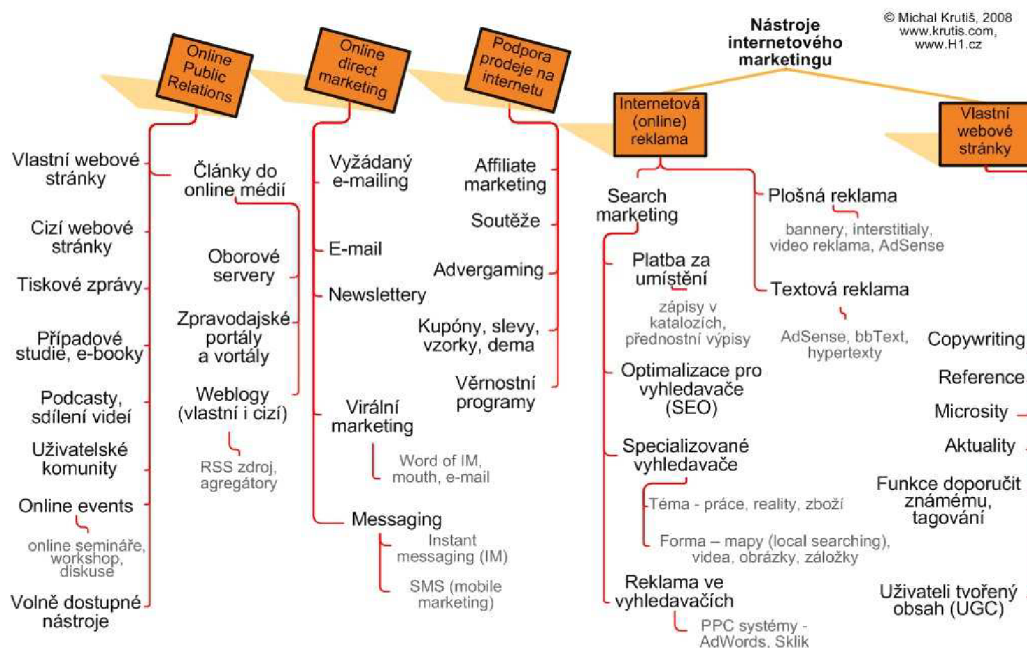 © Michal Krutiš, 2008
www.krutis.com,
www.H1.cz
Nástroje
internetového
marketingu
Online
Public
Relations
Vlastní webové
stránky
Cizí webové
stránky
Tiskové zprávy
Případové
studie, e-booky
Podcasty,
sdílení videí
Uživatelské
komunity
Online events
online semináře,
workshop,
diskuse
Volně dostupné
nástroje
Články do
online médií
Oborové
servery
Zpravodajské
portály
a vortály
Weblogy
(vlastní i cizí)
RSS zdroj,
agregátory
Online
direct
marketing
Vyžádaný
e-mailing
E-mail
Newslettery
Virální
marketing
Word of IM,
mouth, e-mail
Messaging
Instant
messaging (IM)
SMS (mobile
marketing)
Podpora
prodeje na
internetu
Affiliate
marketing
Soutěže
Advergaming
Kupóny, slevy,
vzorky, dema
Věrnostní
programy
Internetová
(online)
reklama
Search
marketing
Platba za
umístění
zápisy v
katalozích,
přednostní výpisy
Optimalizace pro
vyhledavače
(SEO)
Specializované
vyhledavače
Téma - práce, reality, zboží
Forma – mapy (local searching),
videa, obrázky, záložky
Reklama ve
vyhledavačích
PPC systémy -
AdWords, Sklik
Plošná reklama
bannery, interstitialy,
video reklama, AdSense
Textová reklama
AdSense, bbText,
hypertexty
Vlastní
webové
stránky
Copywriting
Reference
Microsity
Aktuality
Funkce doporučit
známému,
tagování
Uživateli tvořený
obsah (UGC)